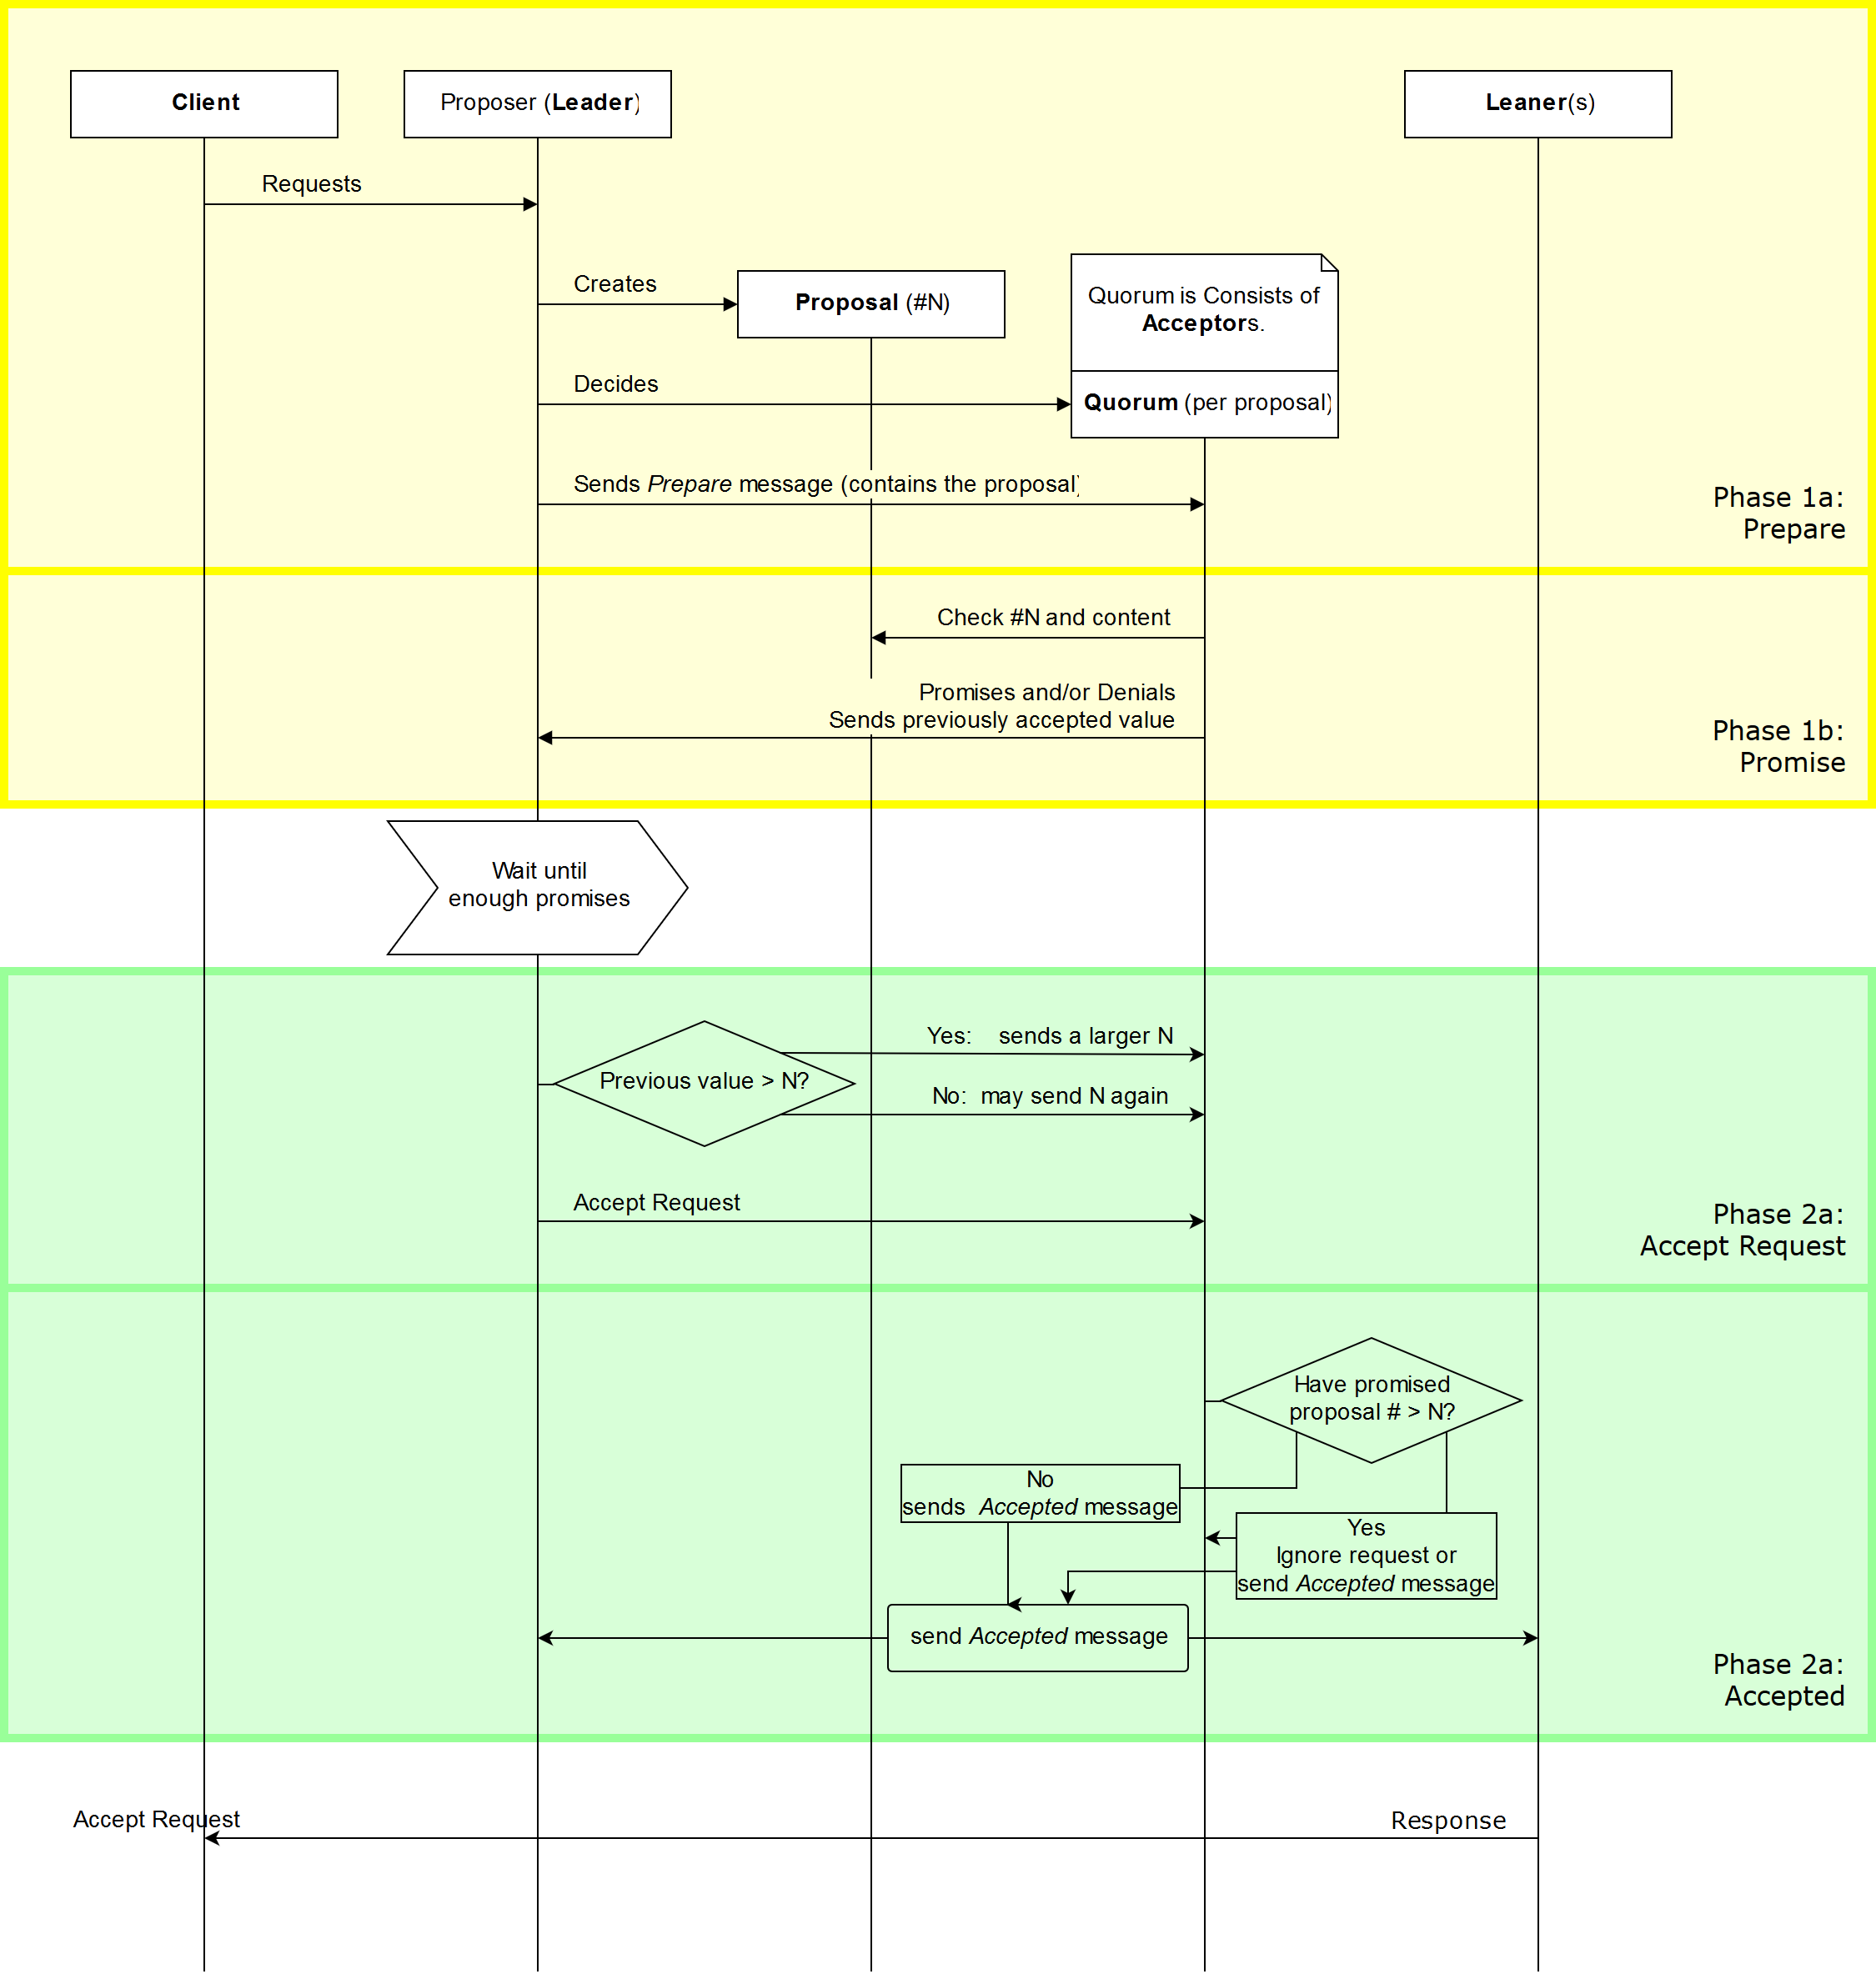 Client
Proposer (Leader)
Leaner(s)
Requests
Creates
Proposal (#N)
Quorum is Consists of
Acceptors.
Decides
Quorum (per proposal)
Sends Prepare message (contains the proposal)
Phase 1a:
Prepare
Check #N and content
Promises and/or Denials
Sends previously accepted value
Phase 1b:
Promise
Wait until
enough promises
Yes: sends a larger N
Previous value > N?
No: may send N again
Accept Request
Phase 2a:
Accept Request
Have promised
proposal # > N?
No
sends Accepted message
Yes
Ignore request or
send Accepted message
send Accepted message
Phase 2a:
Accepted
Accept Request
Response